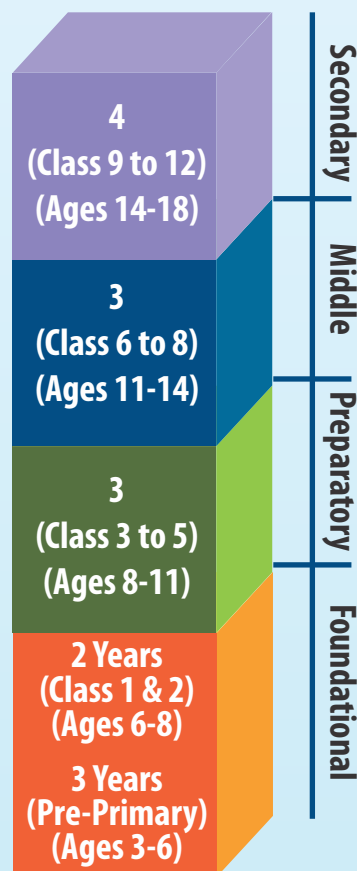 Secondary
4
(Class 9 to 12)
(Ages 14-18)
Middle
3
(Class 6 to 8)
(Ages 11-14)
Preparatory
3
(Class 3 to 5)
(Ages 8-11)
Foundational
2 Years
(Class 1 & 2)
(Ages 6-8)
3 Years
(Pre-Primary)
(Ages 3-6)